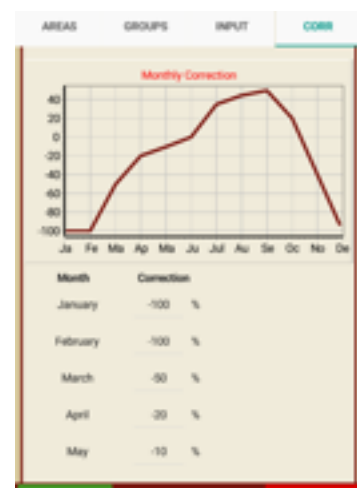 AREAS GROUPS INPUT CORR
Monthly Correction
40
20
0
-20
-40
-60
-80
-100
Ja Fe Ma Ap Ma Ju Jul Au Se Oc No De
Month Correction
January -100 %
February -100 %
March -50 %
April -20 %
May -10 %